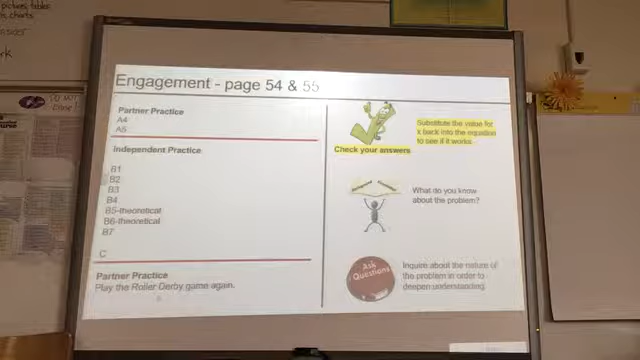 pictures, tables
s, charts
Engagement - page 54 & 55
Partner Practice
A4
A5
Independent Practice
B1
B2
B3
B4
B5-theoretical
B6-theoretical
B7
C
Partner Practice
Play the Roller Derby game again.
Check your answers
Substitute the value for
x back into the equation
to see if it works.
What do you know
about the problem?
Ask
Questions
Inquire about the nature of
the problem in order to
deepen understanding.